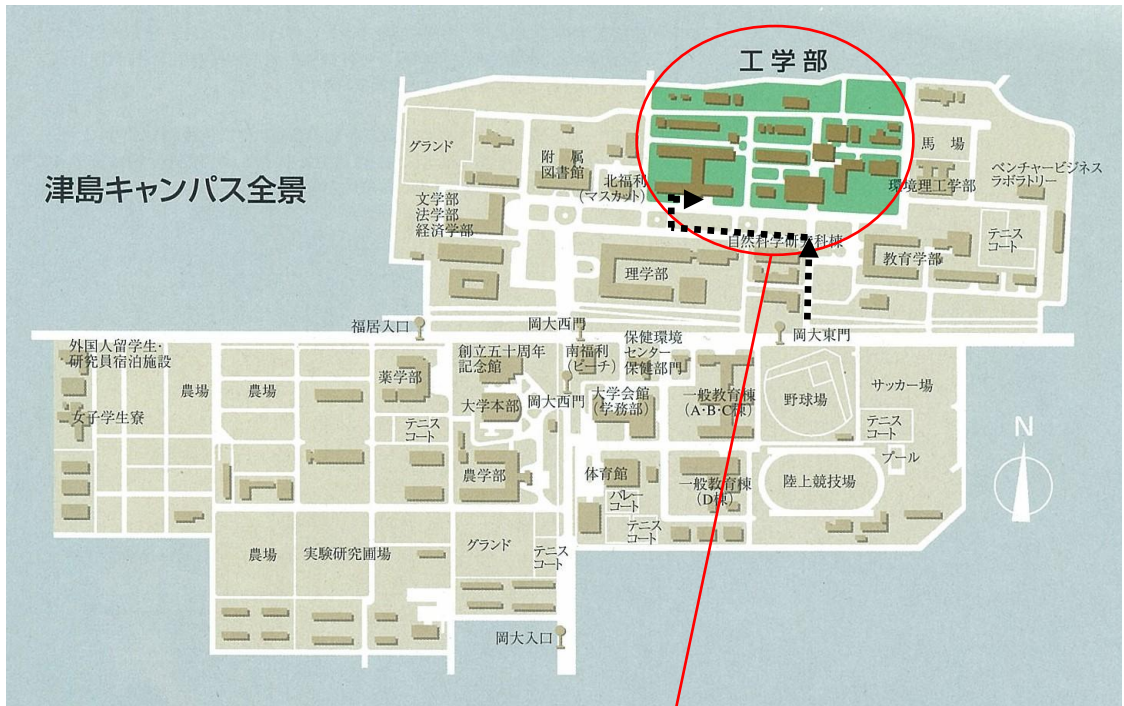 工学部
津島キャンパス全景
グランド
附属
図書館
北福利
(マスカット)
馬場
環境理工学部
ベンチャービジネス
ラボラトリー
文学部
法学部
経済学部
自然科学研究科棟
テニス
コート
理学部
教育学部
福居入口
岡大西門
岡大東門
外国人留学生・
研究員宿泊施設
農場
農場
薬学部
創立五十周年
記念館
南福利
(ピーチ)
保健環境
センター
保健部門
岡大西門
大学会館
(学務部)
一般教育棟
(A・B・C棟)
野球場
サッカー場
女子学生寮
テニス
コート
大学本部
テニス
コート
プール
N
農学部
体育館
バレー
コート
一般教育棟
(D棟)
陸上競技場
テニス
コート
農場
実験研究圃場
グランド
テニス
コート
岡大入口